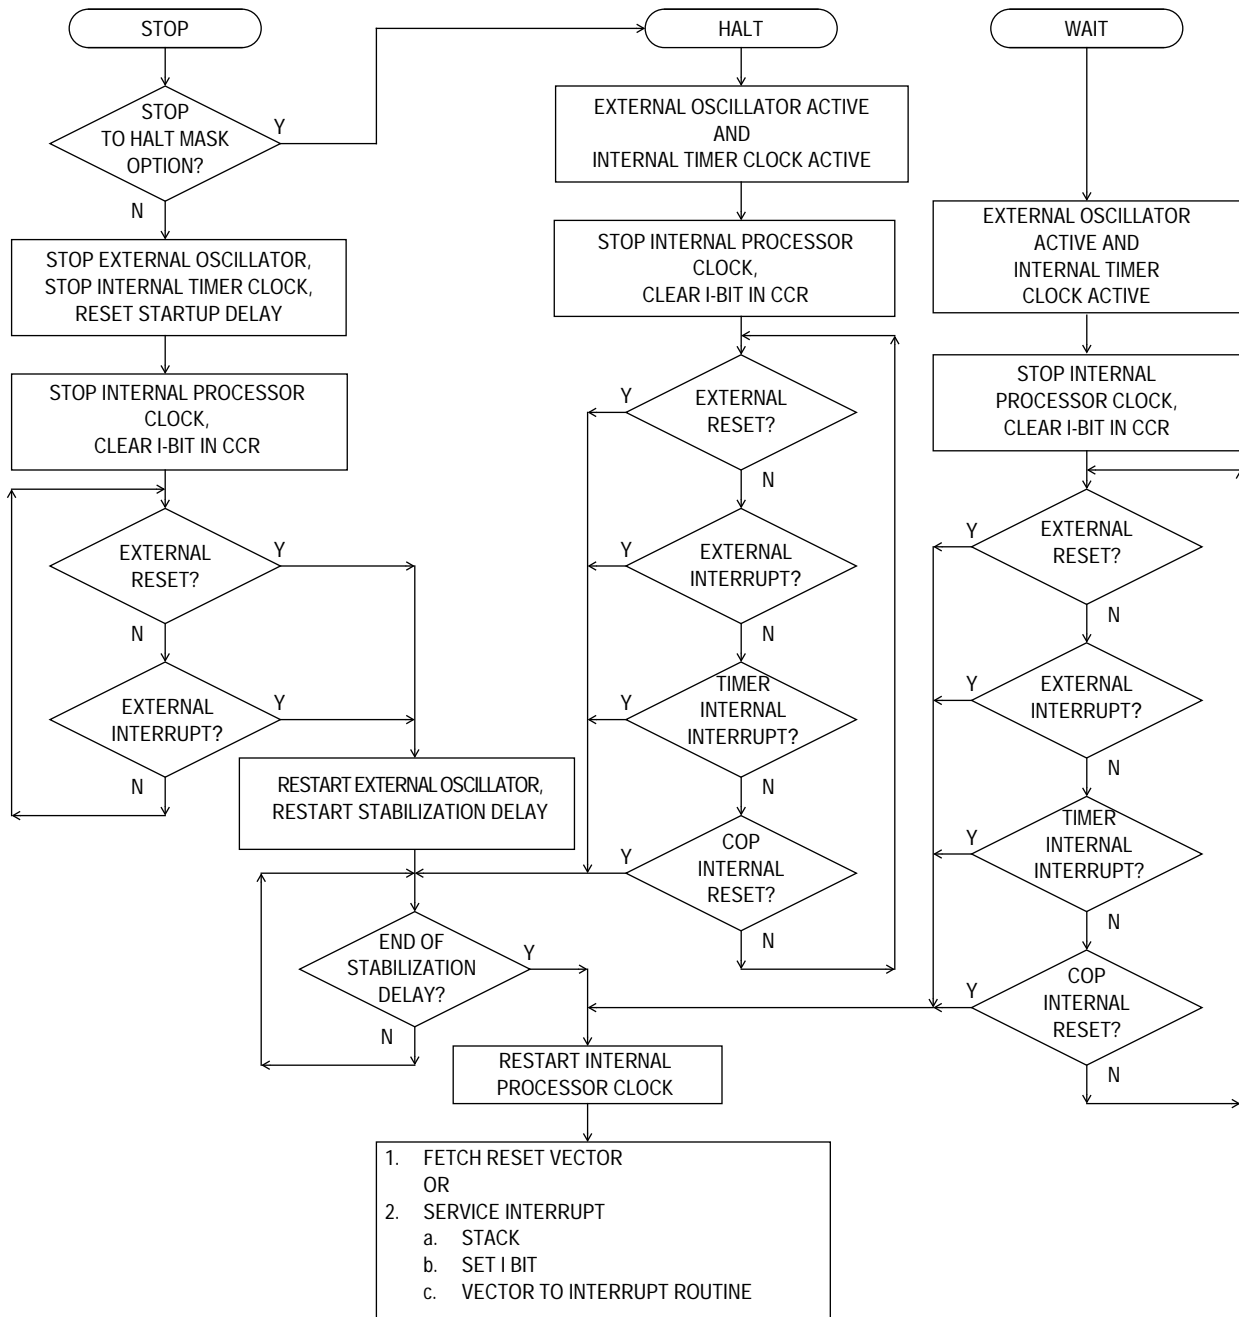 STOP
STOP
TO HALT MASK
OPTION?
Y
N
STOP EXTERNAL OSCILLATOR,
STOP INTERNAL TIMER CLOCK,
RESET STARTUP DELAY
STOP INTERNAL PROCESSOR
CLOCK,
CLEAR I-BIT IN CCR
EXTERNAL
RESET?
Y
N
EXTERNAL
INTERRUPT?
Y
N
RESTART EXTERNAL OSCILLATOR,
RESTART STABILIZATION DELAY
END OF
STABILIZATION
DELAY?
Y
N
HALT
EXTERNAL OSCILLATOR ACTIVE
AND
INTERNAL TIMER CLOCK ACTIVE
STOP INTERNAL PROCESSOR
CLOCK,
CLEAR I-BIT IN CCR
EXTERNAL
RESET?
Y
N
EXTERNAL
INTERRUPT?
Y
N
TIMER
INTERNAL
INTERRUPT?
Y
N
COP
INTERNAL
RESET?
Y
N
WAIT
EXTERNAL OSCILLATOR
ACTIVE AND
INTERNAL TIMER
CLOCK ACTIVE
STOP INTERNAL
PROCESSOR CLOCK,
CLEAR I-BIT IN CCR
EXTERNAL
RESET?
Y
N
EXTERNAL
INTERRUPT?
Y
N
TIMER
INTERNAL
INTERRUPT?
Y
N
COP
INTERNAL
RESET?
Y
N
RESTART INTERNAL
PROCESSOR CLOCK
1. FETCH RESET VECTOR
OR
2. SERVICE INTERRUPT
a. STACK
b. SET I BIT
c. VECTOR TO INTERRUPT ROUTINE